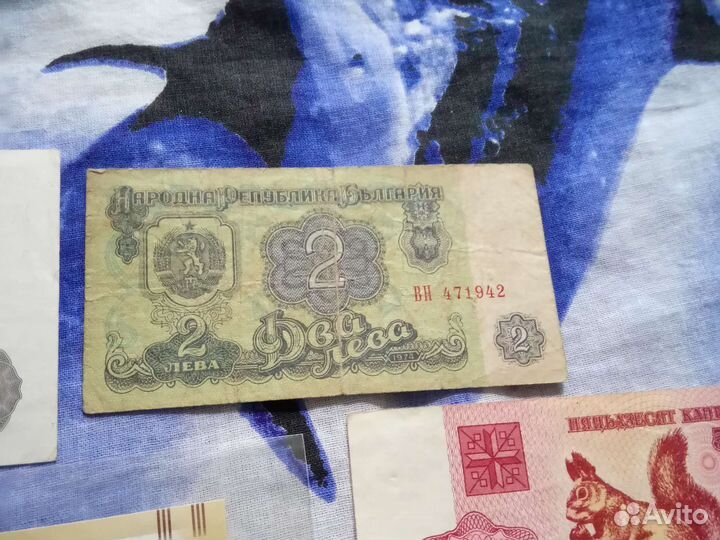 НАРОДНА РЕПУБЛИКА БЪЛГАРИЯ
2
ВН 471942
2
ЛЕВА
Два
Лева
1974
2
ПЯЦЬДЗЕСЯТ КАП
Avito